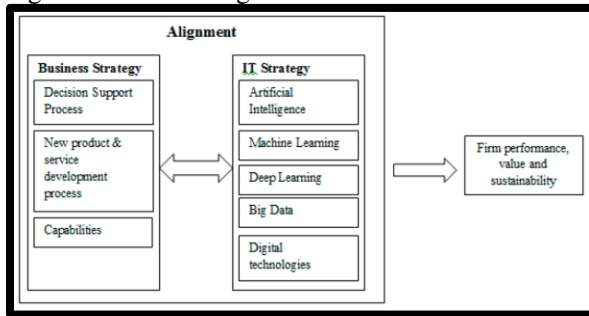 Alignment
Business Strategy
Decision Support
Process
New product &
service
development
process
Capabilities
IT Strategy
Artificial
Intelligence
Machine Learning
Deep Learning
Big Data
Digital
technologies
Firm performance,
value and
sustainability